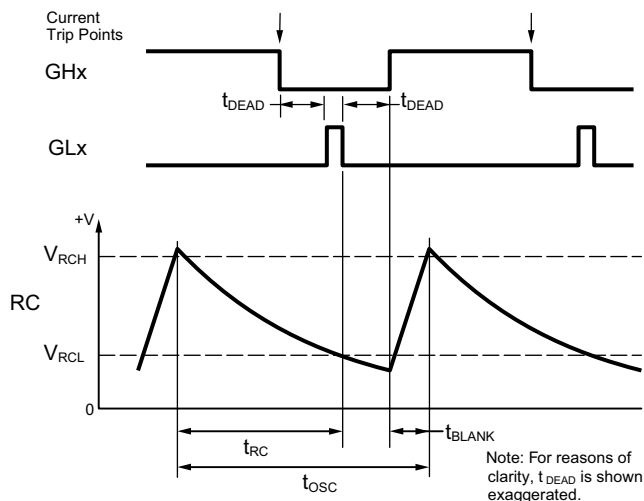 Current
Trip Points
GHx
tDEAD
tDEAD
GLx
+V
VRCH
RC
VRCL
0
tBLANK
tRC
tOSC
Note: For reasons of
clarity, tDEAD is shown
exaggerated.